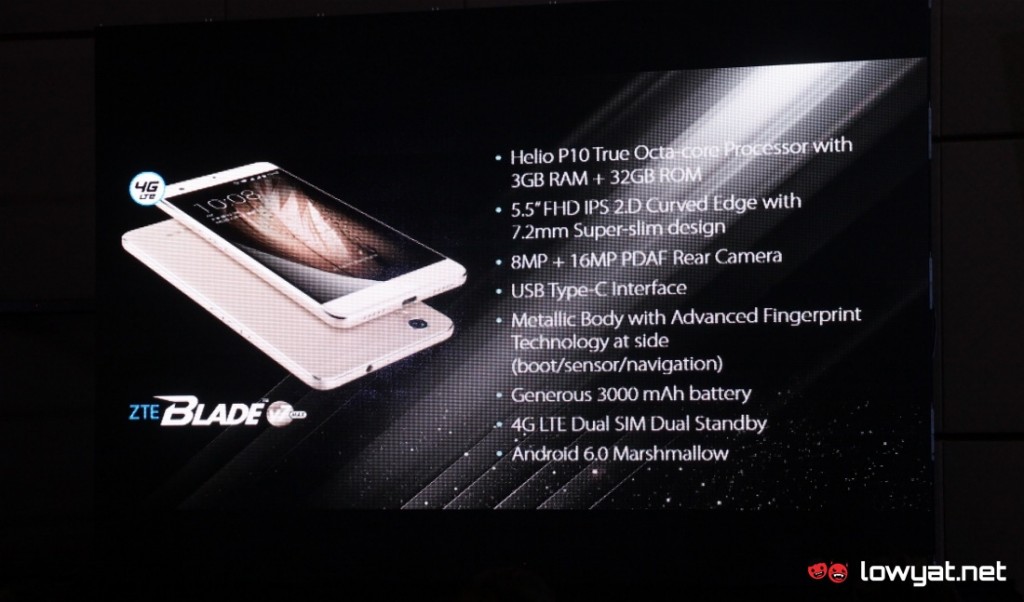 4G
LTE
10:08
ZTE BLADE™ V7 MAX
• Helio P10 True Octa-core Processor with
3GB RAM + 32GB ROM
• 5.5" FHD IPS 2.D Curved Edge with
7.2mm Super-slim design
• 8MP + 16MP PDAF Rear Camera
• USB Type-C Interface
• Metallic Body with Advanced Fingerprint
Technology at side
(boot/sensor/navigation)
• Generous 3000 mAh battery
• 4G LTE Dual SIM Dual Standby
• Android 6.0 Marshmallow
lowyat.net